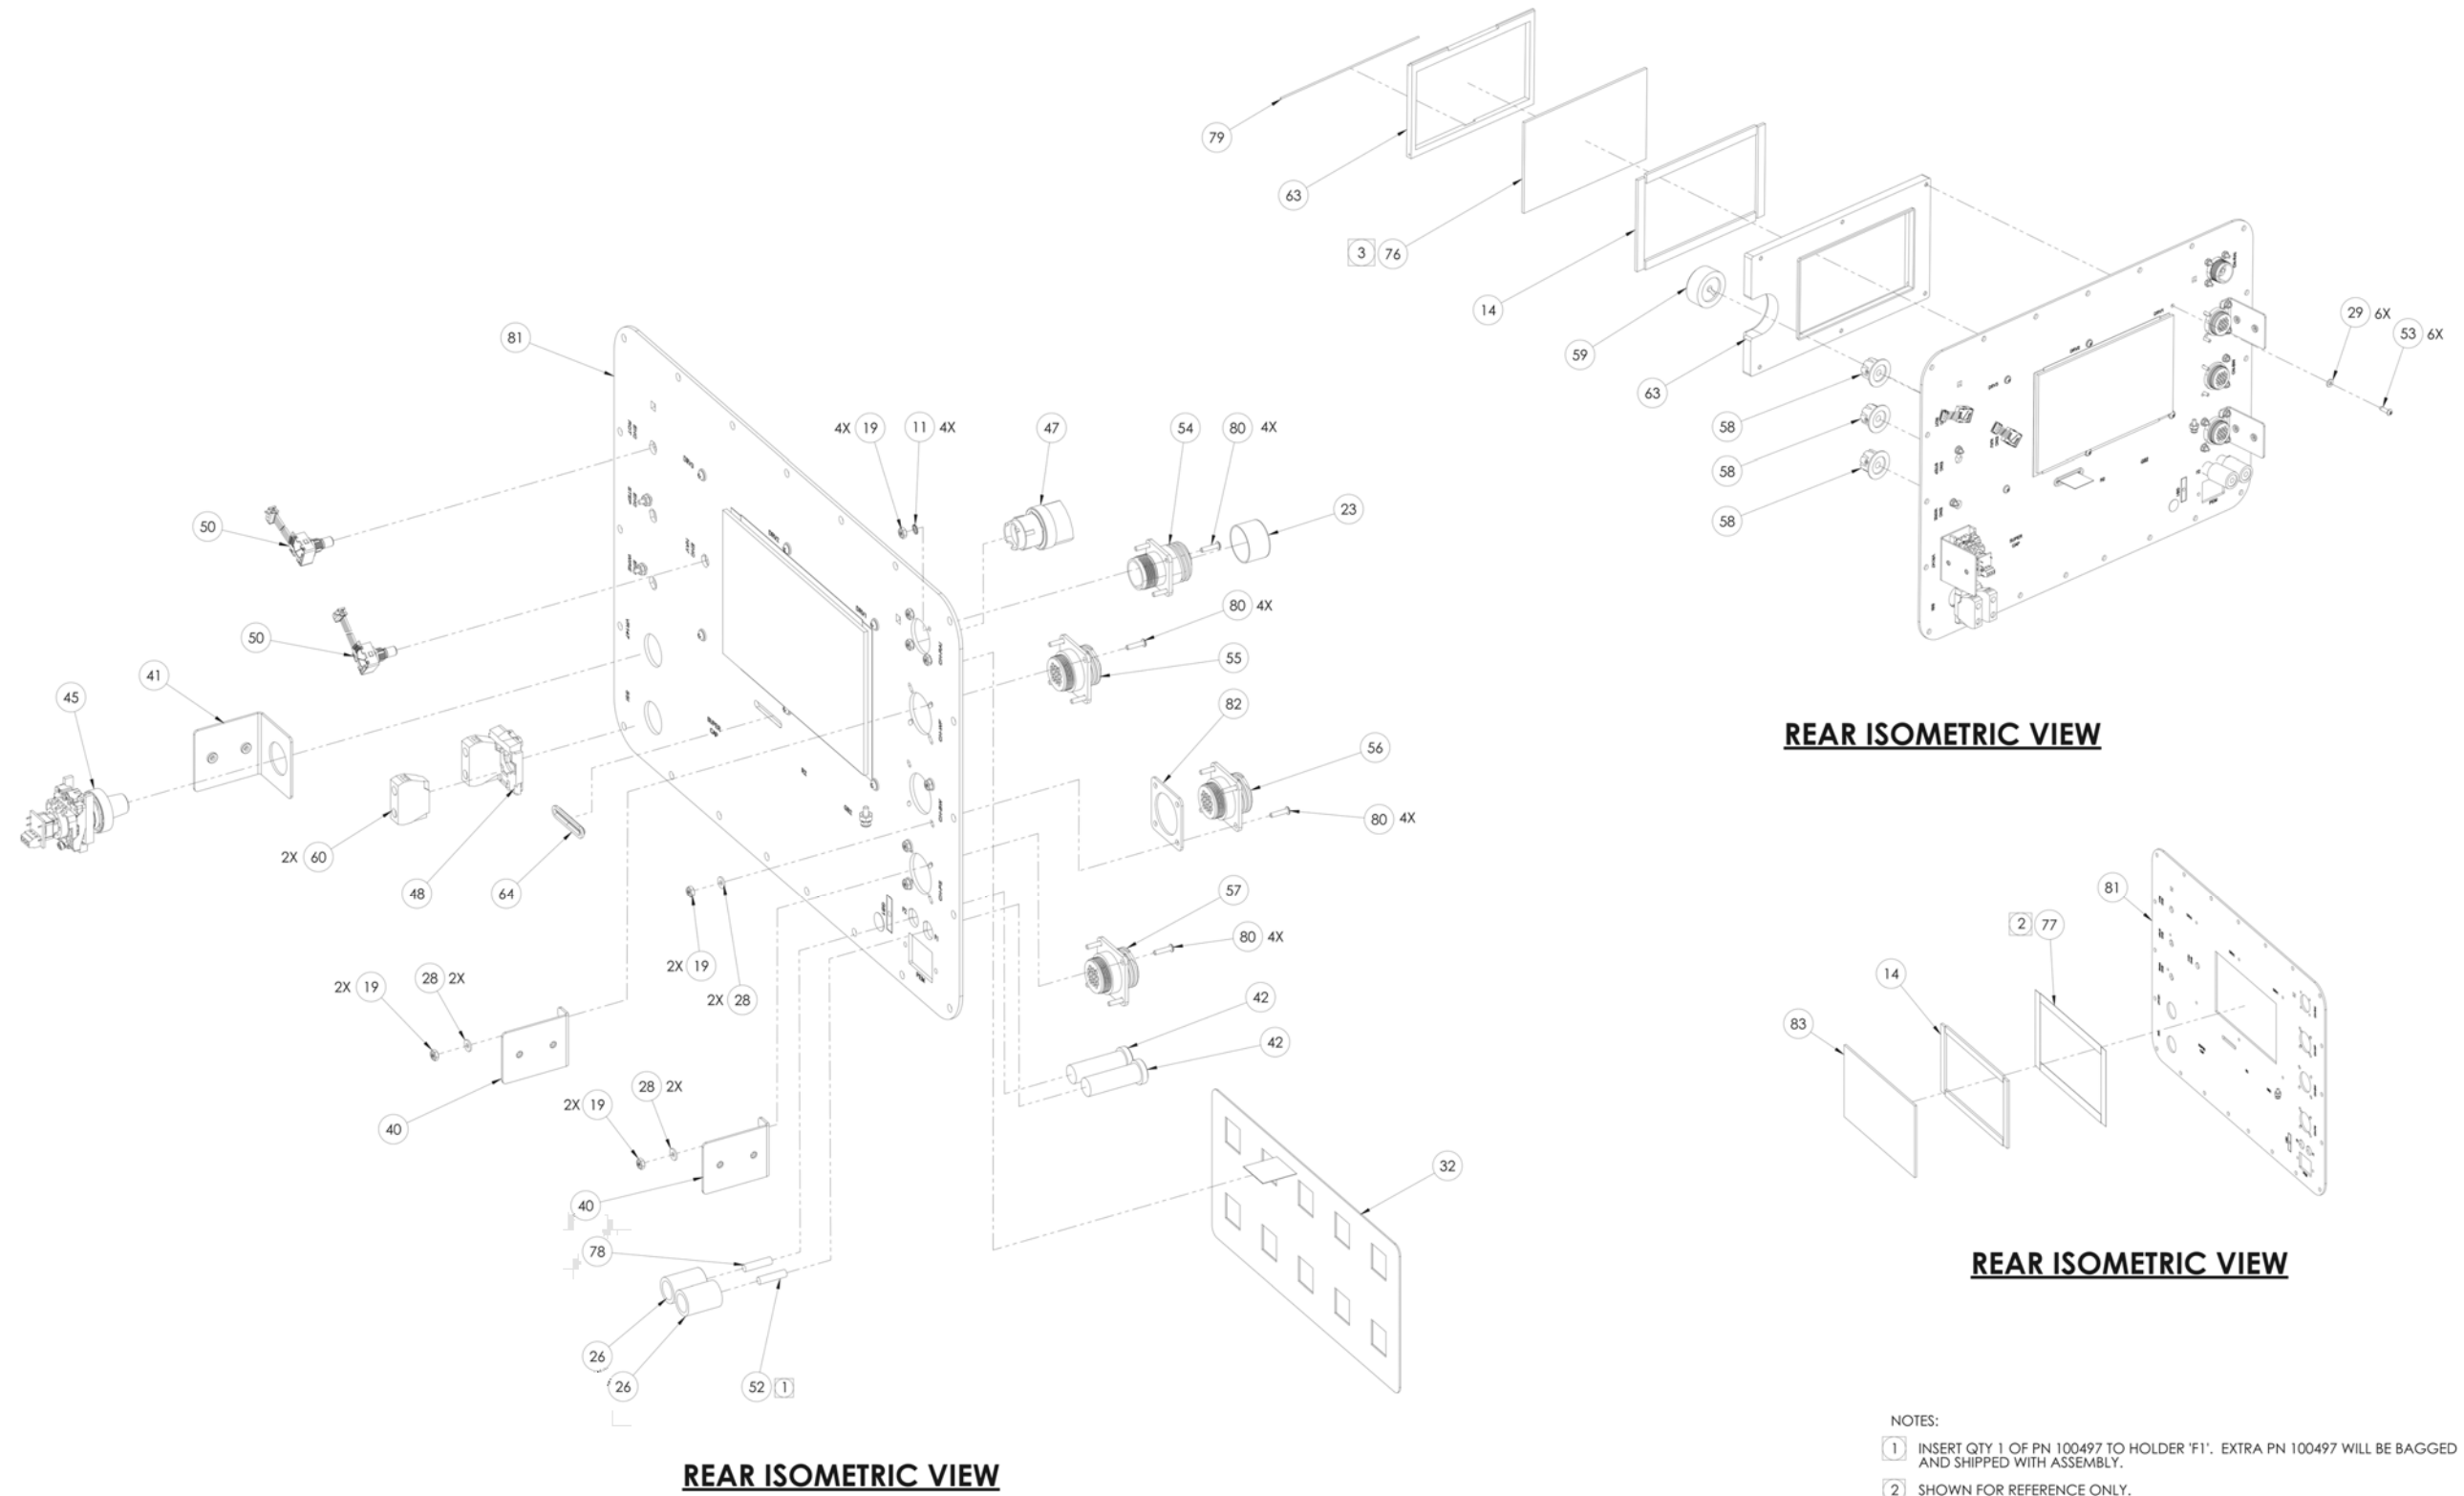 79
63
3 76
14
59
63
58
58
58
29 6X
53 6X
REAR ISOMETRIC VIEW
81
4X 19
11 4X
47
54
80 4X
23
50
50
80 4X
55
41
45
82
56
80 4X
2X 60
48
64
57
80 4X
2X 19
2X 28
2X 19
28 2X
40
42
42
2X 19
28 2X
40
32
78
26
26
52 1
REAR ISOMETRIC VIEW
81
2 77
14
83
REAR ISOMETRIC VIEW
NOTES:
1 INSERT QTY 1 OF PN 100497 TO HOLDER 'F1'. EXTRA PN 100497 WILL BE BAGGED
AND SHIPPED WITH ASSEMBLY.
2 SHOWN FOR REFERENCE ONLY.